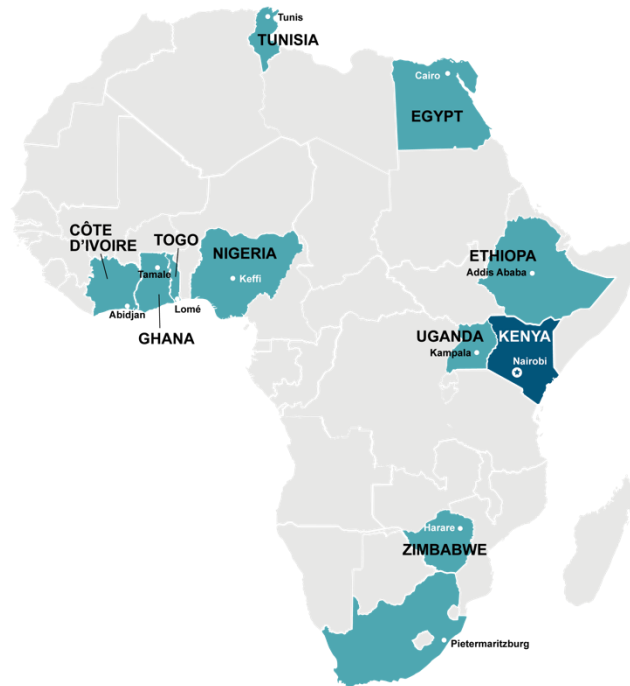 Tunis
TUNISIA
Cairo
EGYPT
CÔTE
D'IVOIRE
TOGO
NIGERIA
Tamale
Keffi
Abidjan
Lomé
GHANA
ETHIOPA
Addis Ababa
UGANDA
Kampala
KENYA
Nairobi
Harare
ZIMBABWE
Pietermaritzburg